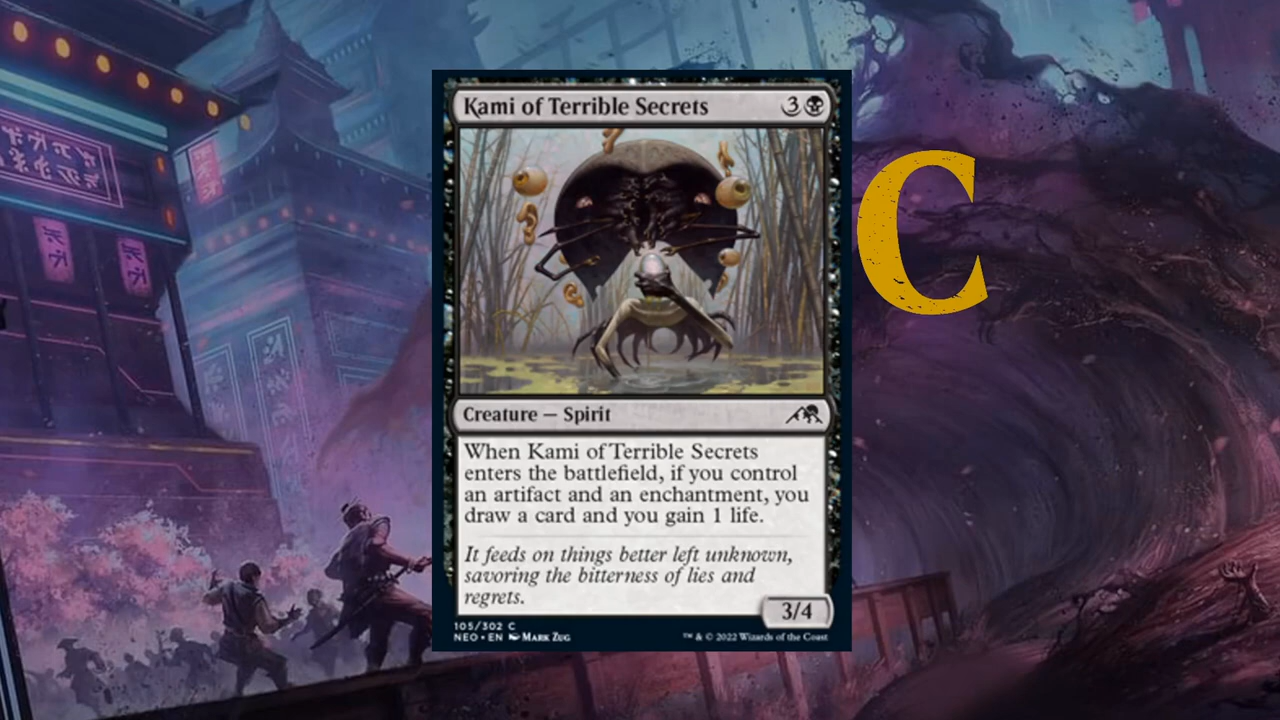 Kami of Terrible Secrets 3
C
Creature — Spirit
When Kami of Terrible Secrets
enters the battlefield, if you control
an artifact and an enchantment, you
draw a card and you gain 1 life.
It feeds on things better left unknown,
savoring the bitterness of lies and
regrets.
3/4
105/302 C
NEO • EN Mark Zug
™ & © 2022 Wizards of the Coast